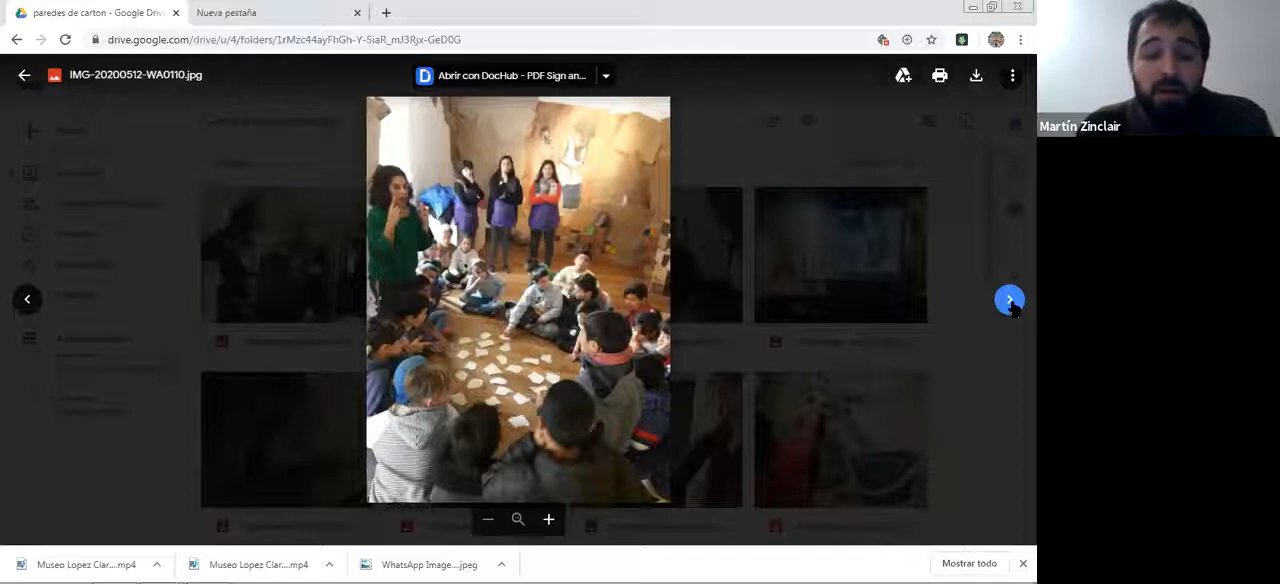 paredes de carton - Google Driv
Nueva pestaña
drive.google.com/drive/u/4/folders/1rMzc44ayFhGh-Y-5iaR_mJ3Rjx-GeD0G
IMG-20200512-WA0110.jpg
Abrir con DocHub - PDF Sign an...
Martín Zinclair
Museo Lopez Clar....mp4
Museo Lopez Clar....mp4
WhatsApp Image....jpeg
Mostrar todo